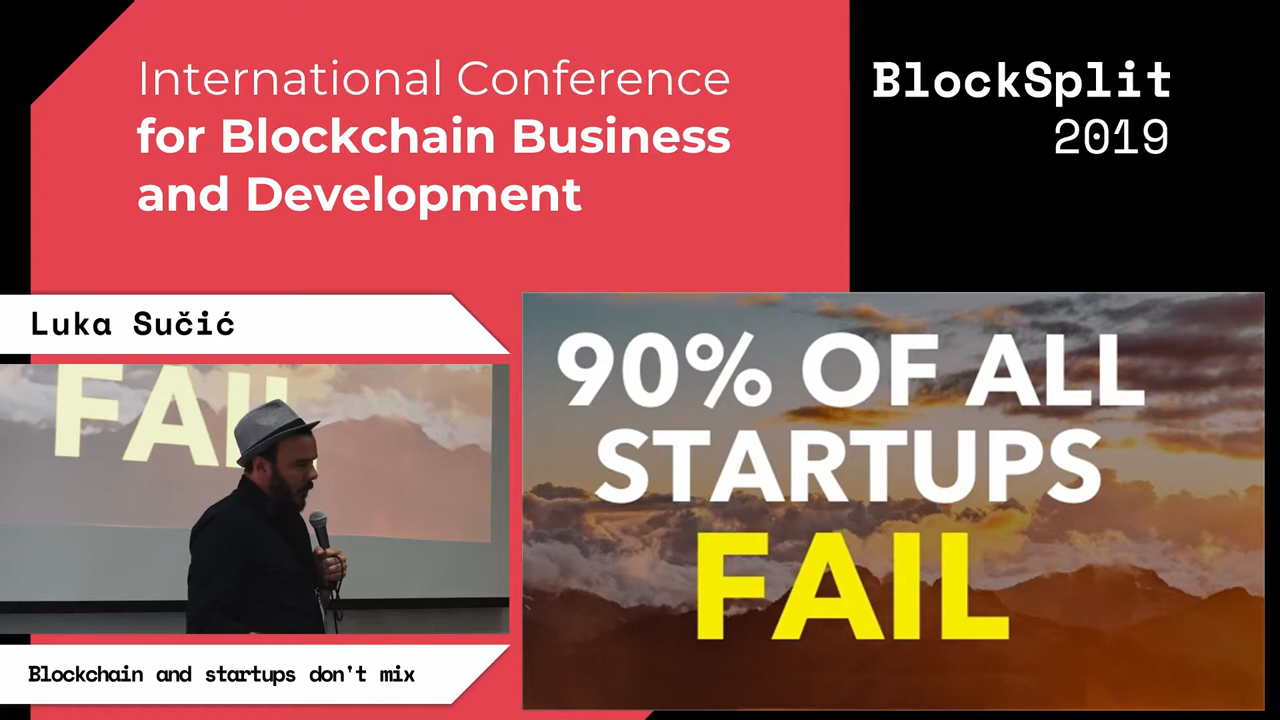 International Conference
for Blockchain Business
and Development
BlockSplit
2019
Luka Sučić
FAIL
Blockchain and startups don't mix
90% OF ALL
STARTUPS
FAIL